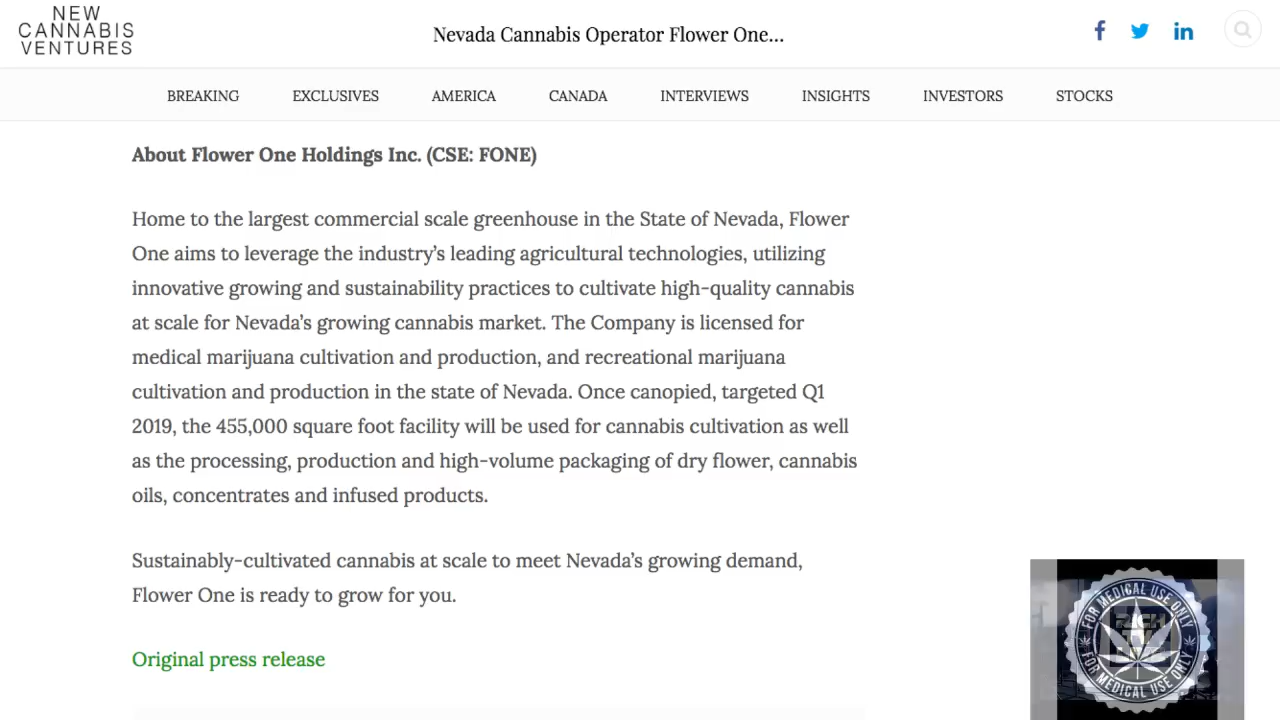 NEW
CANNABIS
VENTURES
Nevada Cannabis Operator Flower One...
BREAKING EXCLUSIVES AMERICA CANADA INTERVIEWS INSIGHTS INVESTORS STOCKS
About Flower One Holdings Inc. (CSE: FONE)
Home to the largest commercial scale greenhouse in the State of Nevada, Flower
One aims to leverage the industry’s leading agricultural technologies, utilizing
innovative growing and sustainability practices to cultivate high-quality cannabis
at scale for Nevada’s growing cannabis market. The Company is licensed for
medical marijuana cultivation and production, and recreational marijuana
cultivation and production in the state of Nevada. Once canopied, targeted Q1
2019, the 455,000 square foot facility will be used for cannabis cultivation as well
as the processing, production and high-volume packaging of dry flower, cannabis
oils, concentrates and infused products.
Sustainably-cultivated cannabis at scale to meet Nevada’s growing demand,
Flower One is ready to grow for you.
Original press release
FOR MEDICAL USE ONLY
RICH
FOR MEDICAL USE ONLY